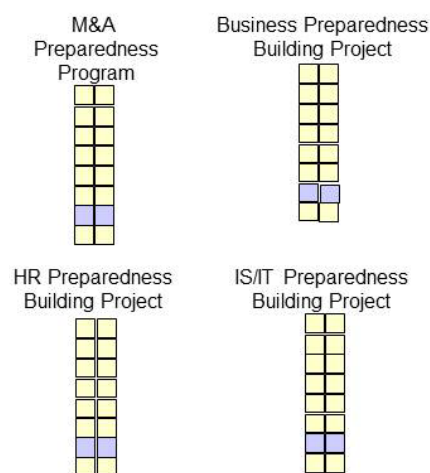 M&A
Preparedness
Program
Business Preparedness
Building Project
HR Preparedness
Building Project
IS/IT Preparedness
Building Project